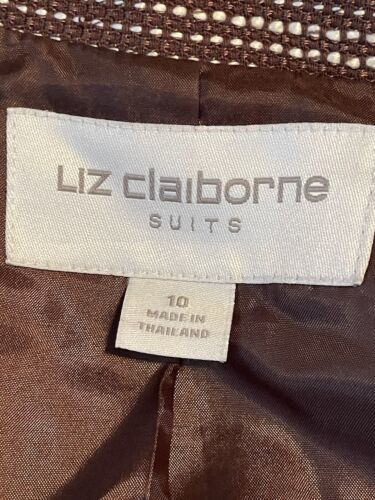 LIZ claiborne
SUITS
10
MADE IN
THAILAND